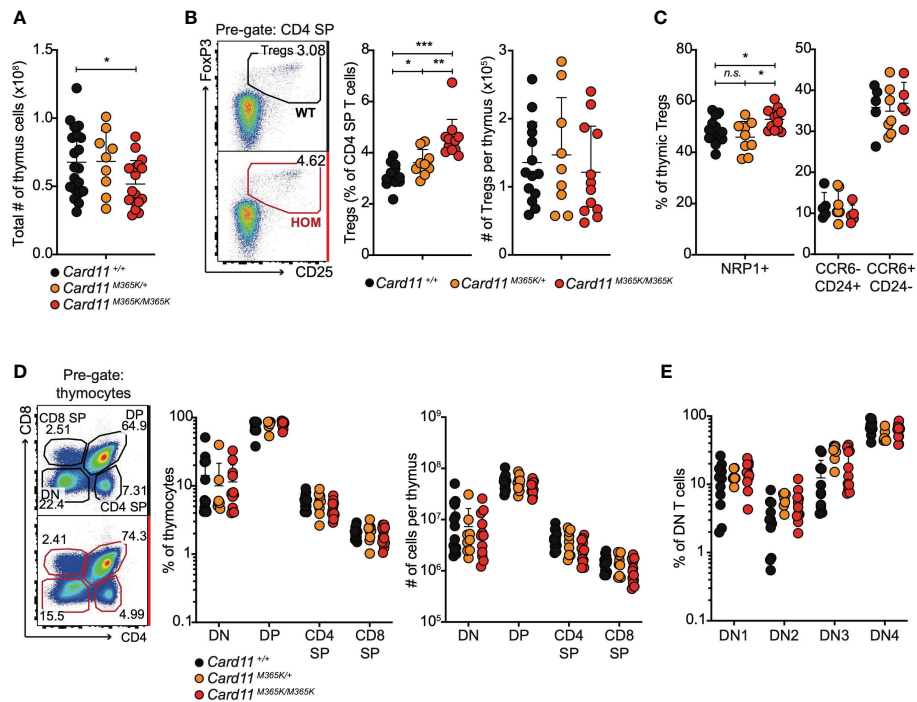 A
Total # of thymus cells (x10⁸)
1.5
1.0
0.5
0.0
*
Card11 +/+
Card11 M365K/+
Card11 M365K/M365K
B
Pre-gate: CD4 SP
FoxP3
Tregs 3.08
WT
4.62
HOM
CD25
Tregs (% of CD4 SP T cells)
8
6
4
2
0
***
*
**
# of Tregs per thymus (x10⁵)
3
2
1
0
Card11 +/+
Card11 M365K/+
Card11 M365K/M365K
C
% of thymic Tregs
80
60
40
20
0
*
n.s.
*
NRP1+
50
40
30
20
10
0
CCR6- CCR6+
CD24+ CD24-
D
Pre-gate:
thymocytes
CD8
CD8 SP
2.51
DP
64.9
DN
22.4
7.31
CD4 SP
2.41
74.3
15.5
4.99
CD4
% of thymocytes
100
10
1
0.1
DN
DP
CD4
SP
CD8
SP
# of cells per thymus
10⁹
10⁸
10⁷
10⁶
10⁵
DN
DP
CD4
SP
CD8
SP
Card11 +/+
Card11 M365K/+
Card11 M365K/M365K
E
% of DN T cells
100
10
1
0.1
DN1 DN2 DN3 DN4